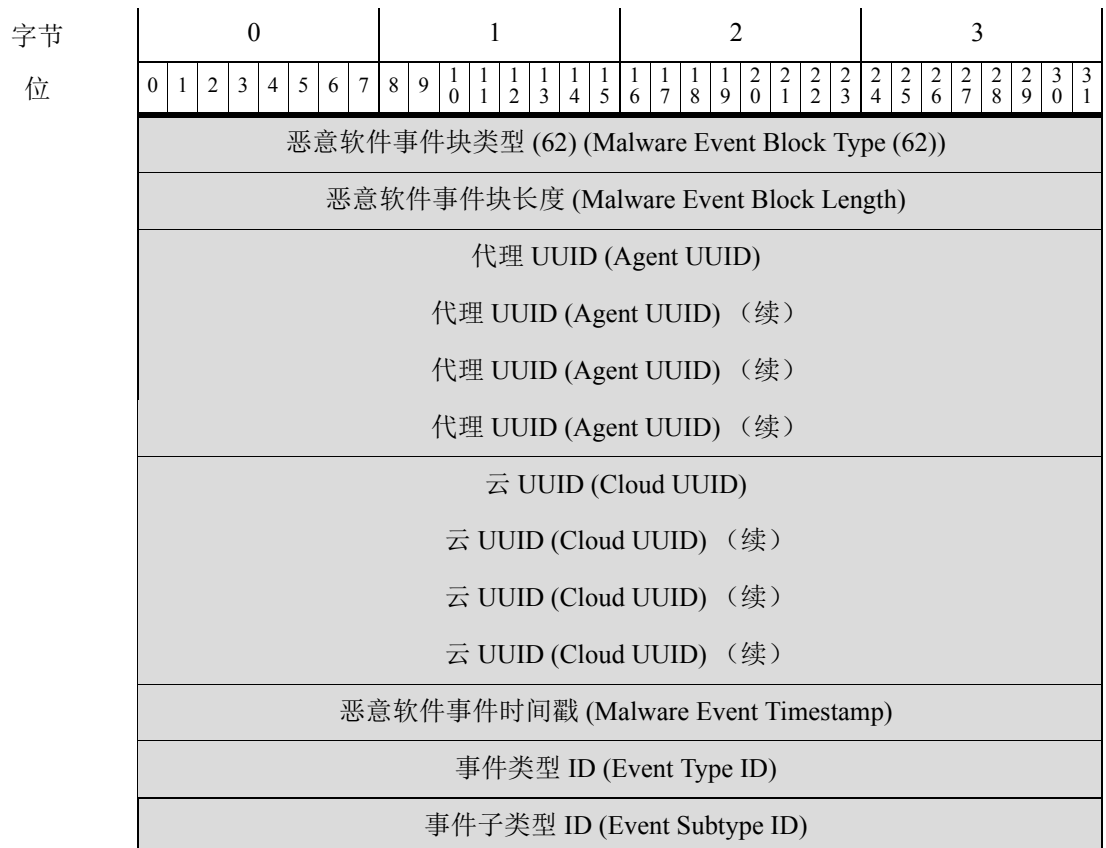 字节 0 1 2 3
位 0 1 2 3 4 5 6 7 8 9 10 11 12 13 14 15 16 17 18 19 20 21 22 23 24 25 26 27 28 29 30 31
恶意软件事件块类型 (62) (Malware Event Block Type (62))
恶意软件事件块长度 (Malware Event Block Length)
代理 UUID (Agent UUID)
代理 UUID (Agent UUID) （续）
代理 UUID (Agent UUID) （续）
代理 UUID (Agent UUID) （续）
云 UUID (Cloud UUID)
云 UUID (Cloud UUID) （续）
云 UUID (Cloud UUID) （续）
云 UUID (Cloud UUID) （续）
恶意软件事件时间戳 (Malware Event Timestamp)
事件类型 ID (Event Type ID)
事件子类型 ID (Event Subtype ID)